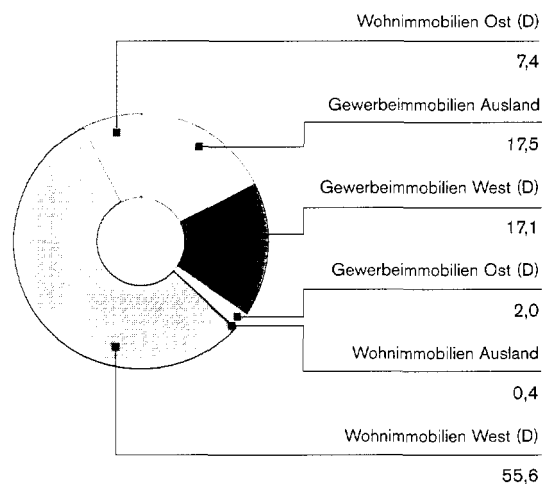 Wohnimmobilien Ost (D)
7,4
Gewerbeimmobilien Ausland
17,5
Gewerbeimmobilien West (D)
17,1
Gewerbeimmobilien Ost (D)
2,0
Wohnimmobilien Ausland
0,4
Wohnimmobilien West (D)
55,6